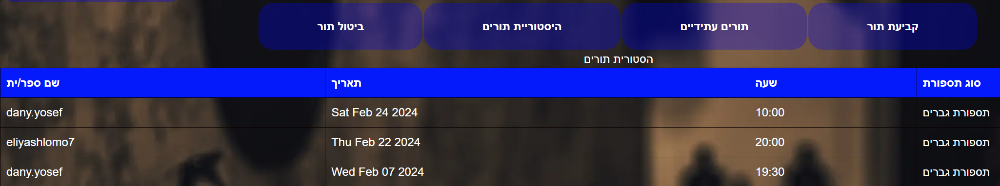 קביעת תור
תורים עתידיים
היסטוריית תורים
ביטול תור
הסטורית תורים
שם ספר/ית תאריך שעה סוג תספורת
dany.yosef Sat Feb 24 2024 10:00 תספורת גברים
eliyashlomo7 Thu Feb 22 2024 20:00 תספורת גברים
dany.yosef Wed Feb 07 2024 19:30 תספורת גברים